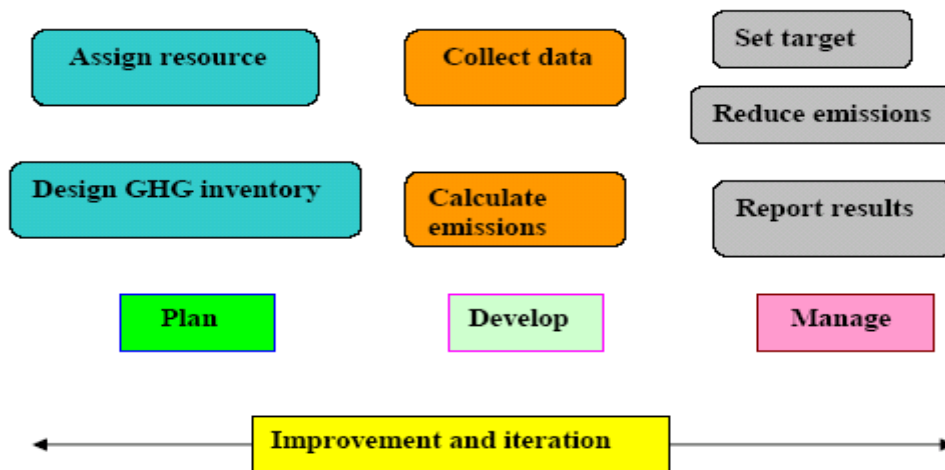 Assign resource
Collect data
Set target
Reduce emissions
Design GHG inventory
Calculate
emissions
Report results
Plan
Develop
Manage
Improvement and iteration